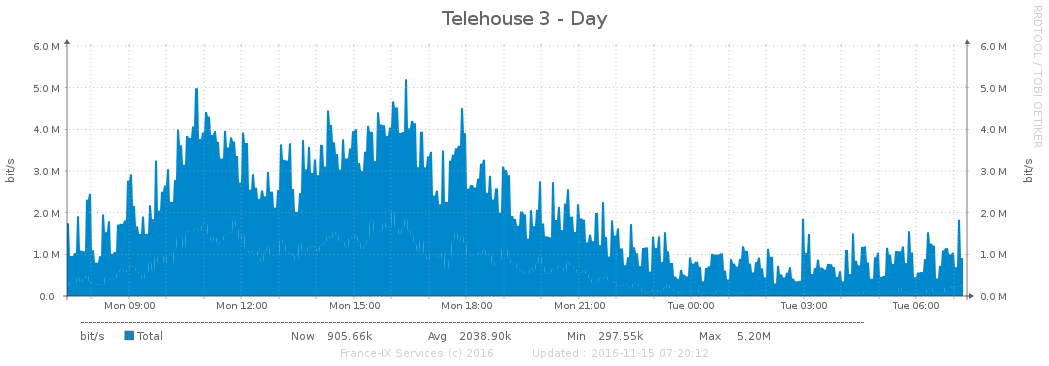 Telehouse 3 - Day
RRDTOOL / TOBI OETIKER
6.0 M 6.0 M
5.0 M 5.0 M
4.0 M 4.0 M
3.0 M 3.0 M
2.0 M 2.0 M
1.0 M 1.0 M
0.0 0.0 M
bit/s bit/s
Mon 09:00 Mon 12:00 Mon 15:00 Mon 18:00 Mon 21:00 Tue 00:00 Tue 03:00 Tue 06:00
bit/s Total Now 905.66k Avg 2038.90k Min 297.55k Max 5.20M
France-IX Services (c) 2016 Updated : 2016-11-15 07:20:12